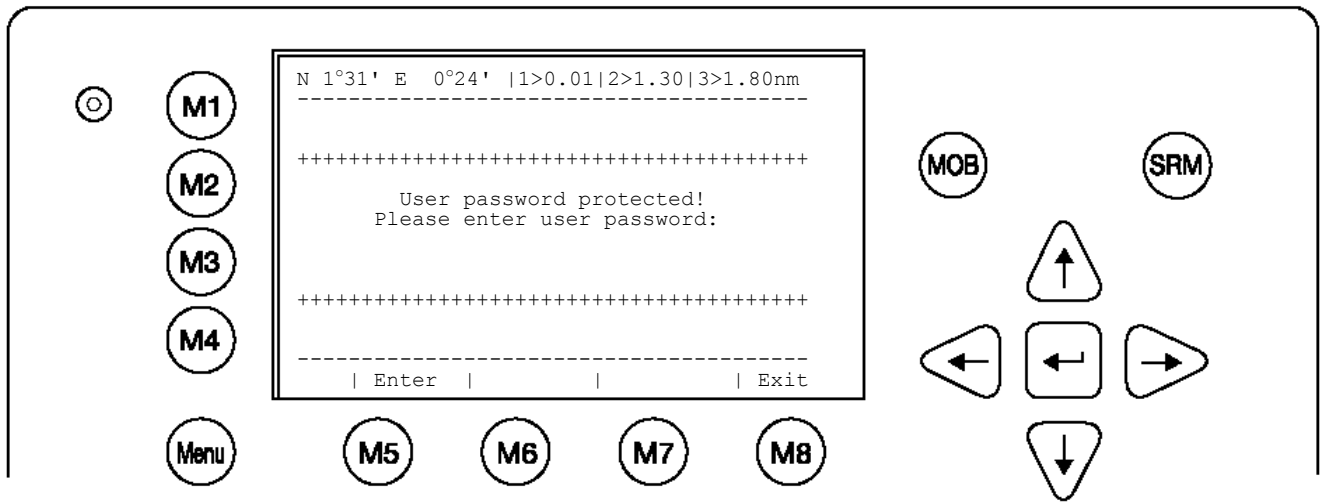 N 1°31' E 0°24' |1>0.01|2>1.30|3>1.80nm
----------------------------------------
++++++++++++++++++++++++++++++++++++++++
User password protected!
Please enter user password:
++++++++++++++++++++++++++++++++++++++++
----------------------------------------
| Enter | | | Exit
M1
M2
M3
M4
Menu
M5
M6
M7
M8
MOB
SRM